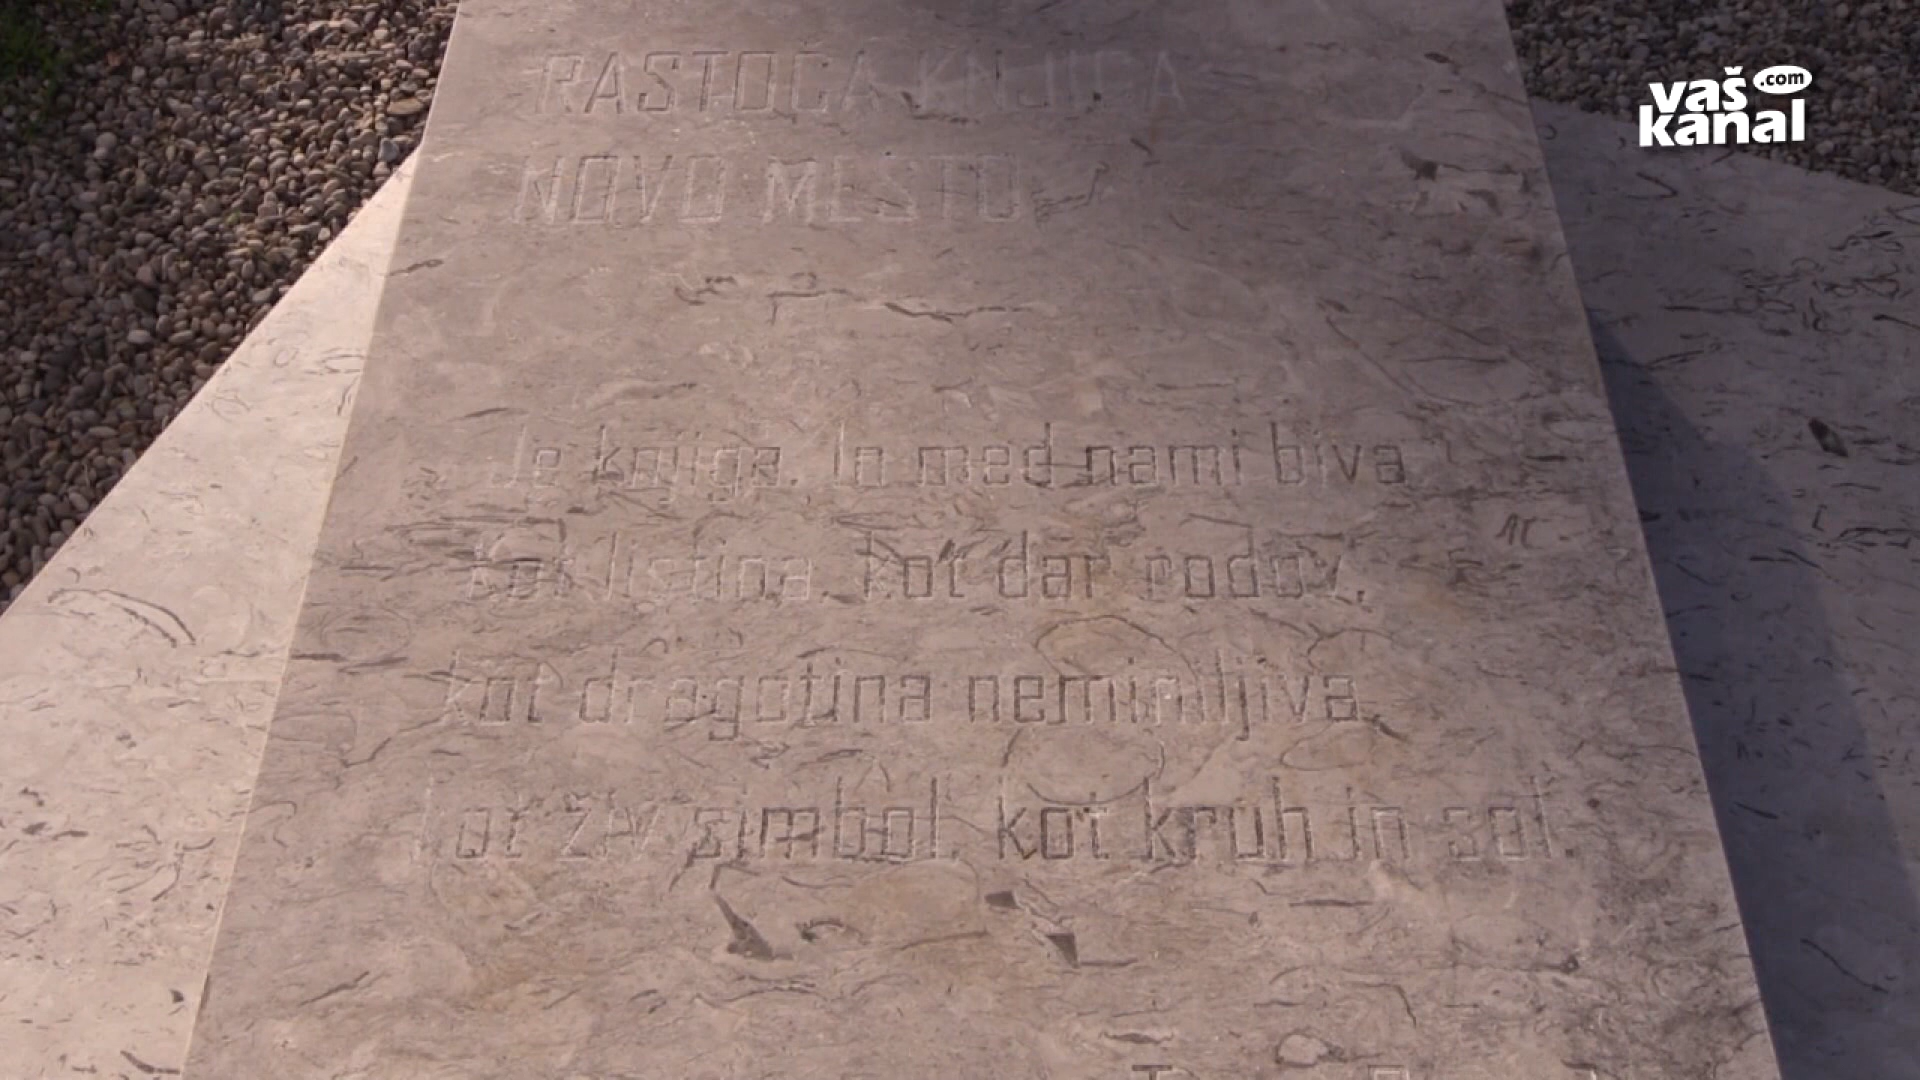 vaš
.com
kanal
RASTOČA KNJIGA
NOVO MESTO
Je knjiga. In med nami biva
kot listina, kot dar rodov,
kot dragotina neminljiva,
kot živ simbol, kot kruh in sol.